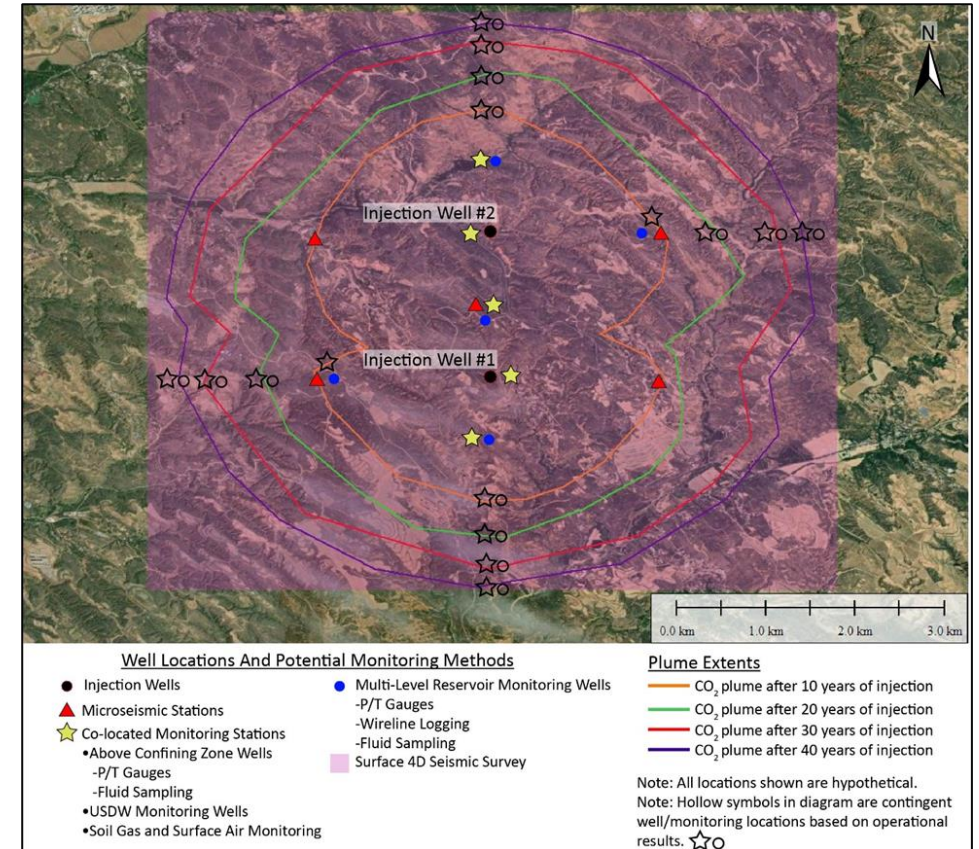 N
Injection Well #2
Injection Well #1
0.0 km 1.0 km 2.0 km 3.0 km
Well Locations And Potential Monitoring Methods
Injection Wells
Microseismic Stations
Co-located Monitoring Stations
•Above Confining Zone Wells
-P/T Gauges
-Fluid Sampling
•USDW Monitoring Wells
•Soil Gas and Surface Air Monitoring
Multi-Level Reservoir Monitoring Wells
-P/T Gauges
-Wireline Logging
-Fluid Sampling
Surface 4D Seismic Survey
Plume Extents
CO₂ plume after 10 years of injection
CO₂ plume after 20 years of injection
CO₂ plume after 30 years of injection
CO₂ plume after 40 years of injection
Note: All locations shown are hypothetical.
Note: Hollow symbols in diagram are contingent
well/monitoring locations based on operational
results.